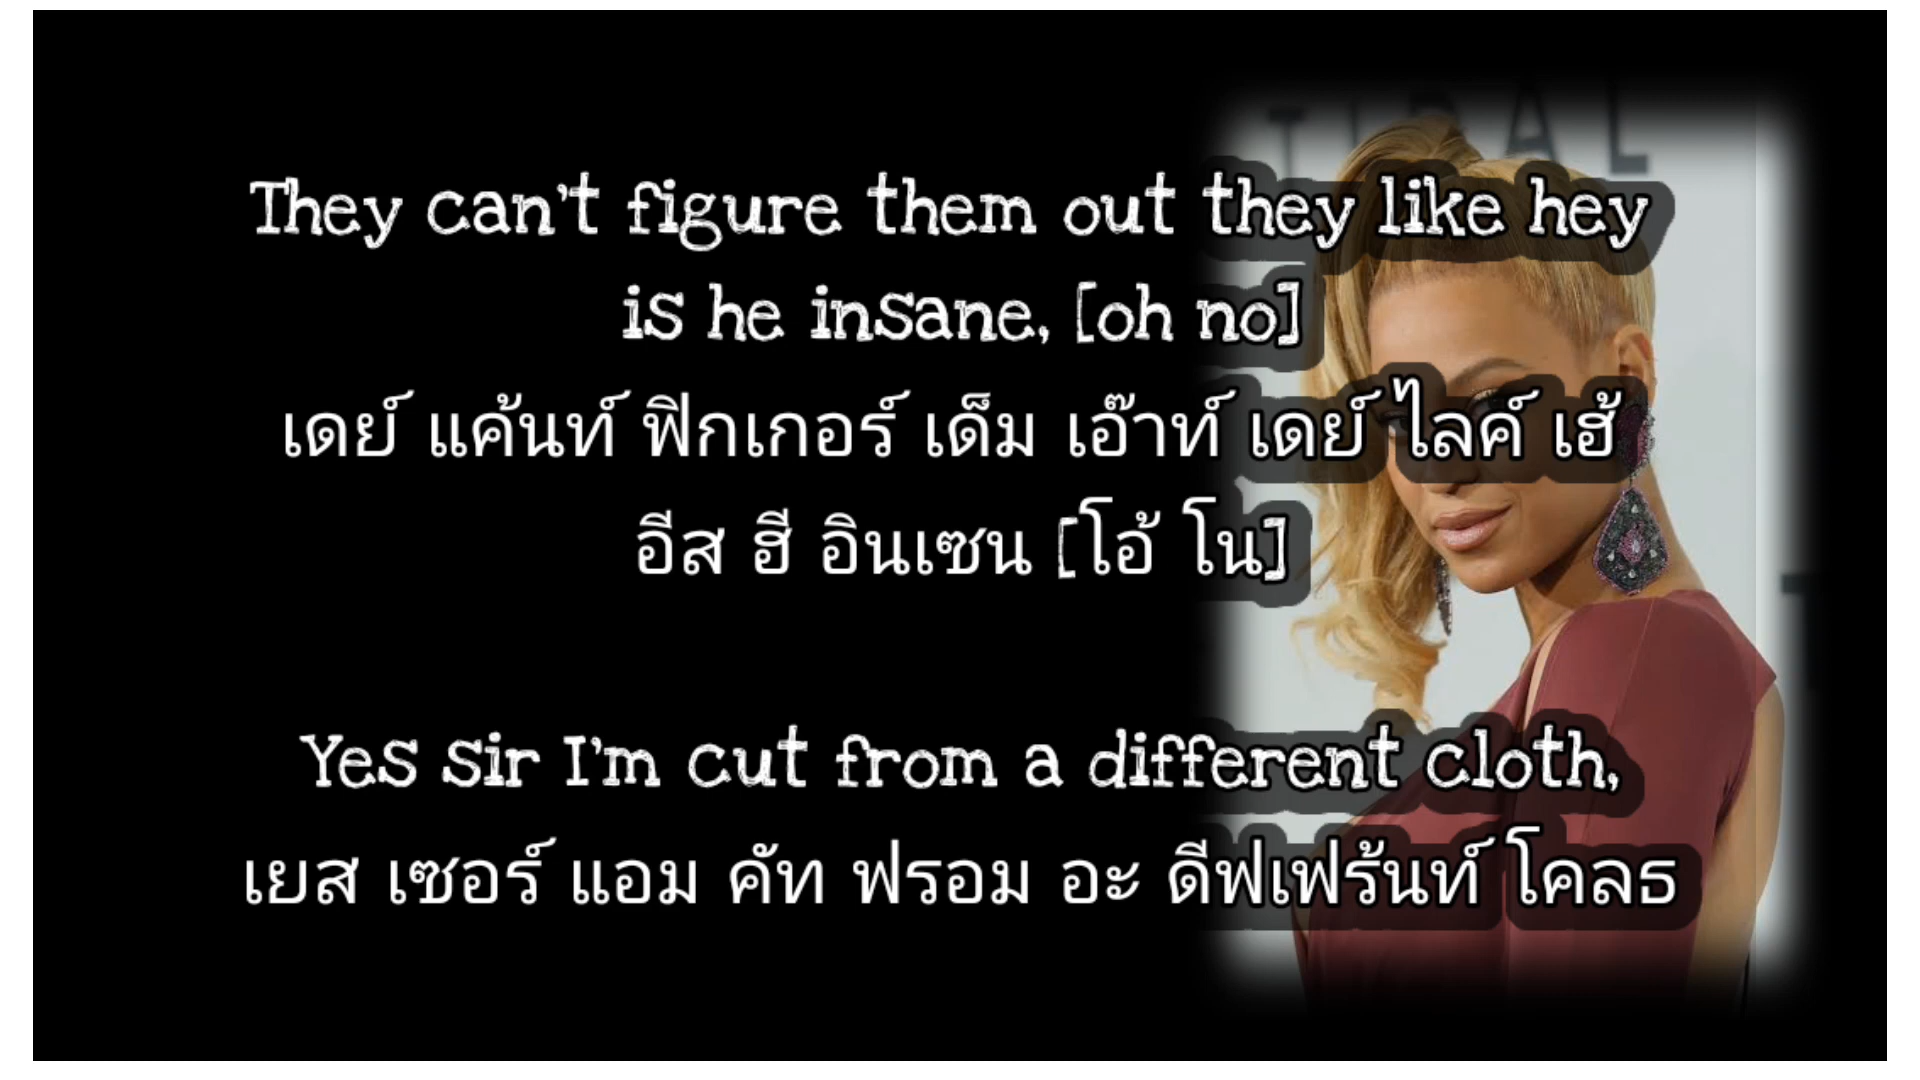 TIDAL
They can't figure them out they like hey
is he insane, [oh no]
เดย์ แค้นท์ ฟิกเกอร์ เด็ม เอ๊าท์ เดย์ ไลค์ เฮ้
อีส ฮี อินเซน [โอ้ โน]
Yes sir I'm cut from a different cloth,
เยส เซอร์ แอม คัท ฟรอม อะ ดีฟเฟร้นท์ โคลธ